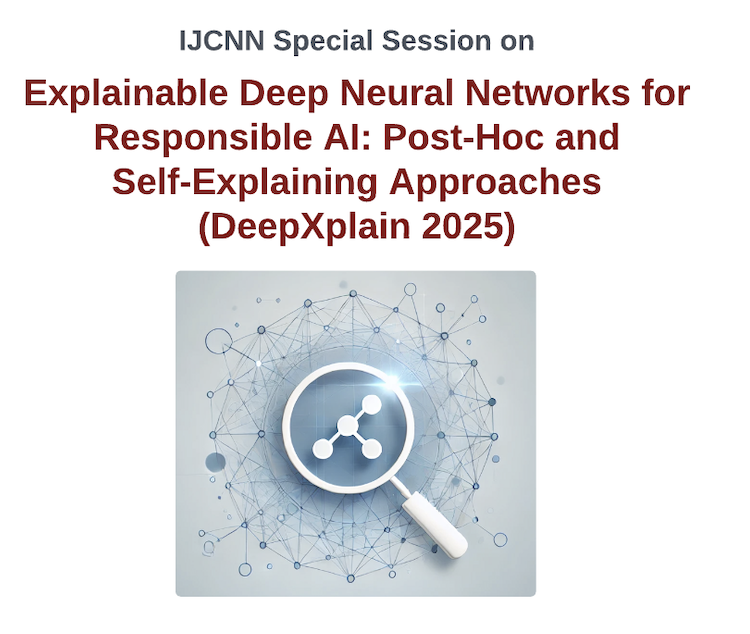 IJCNN Special Session on
Explainable Deep Neural Networks for
Responsible AI: Post-Hoc and
Self-Explaining Approaches
(DeepXplain 2025)